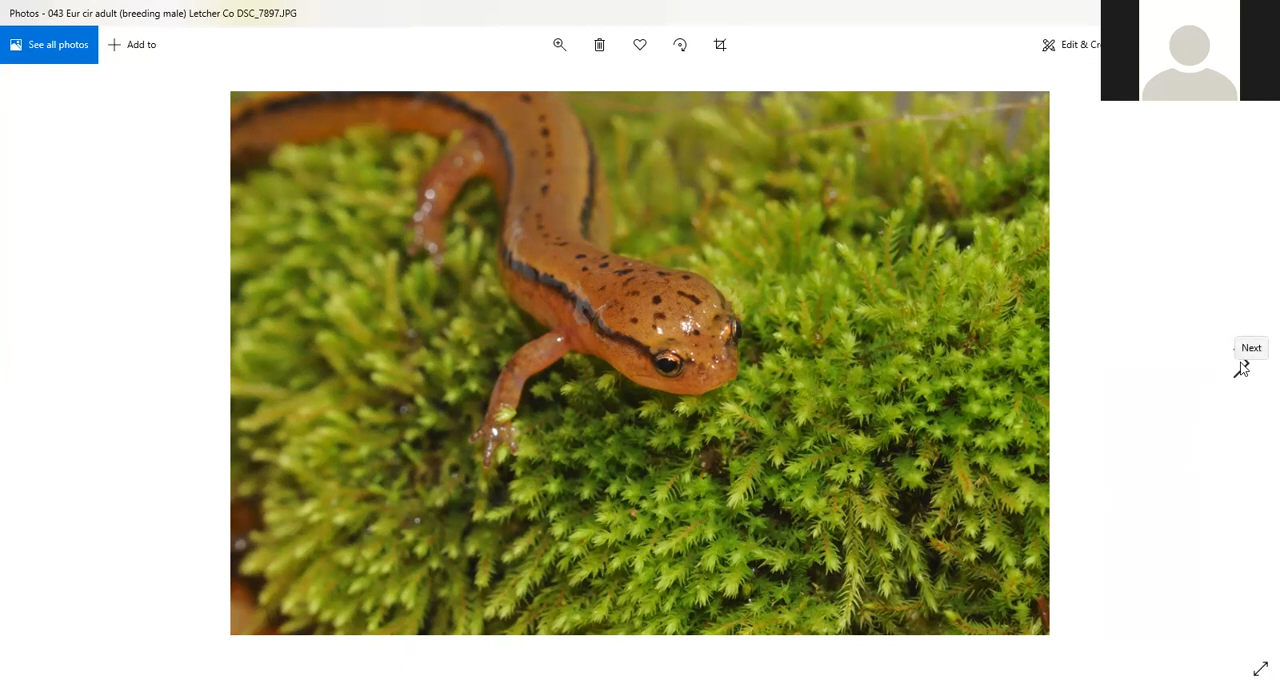 Photos - 043 Eur cir adult (breeding male) Letcher Co DSC_7897.JPG
See all photos
Add to
Edit & Cr
Next